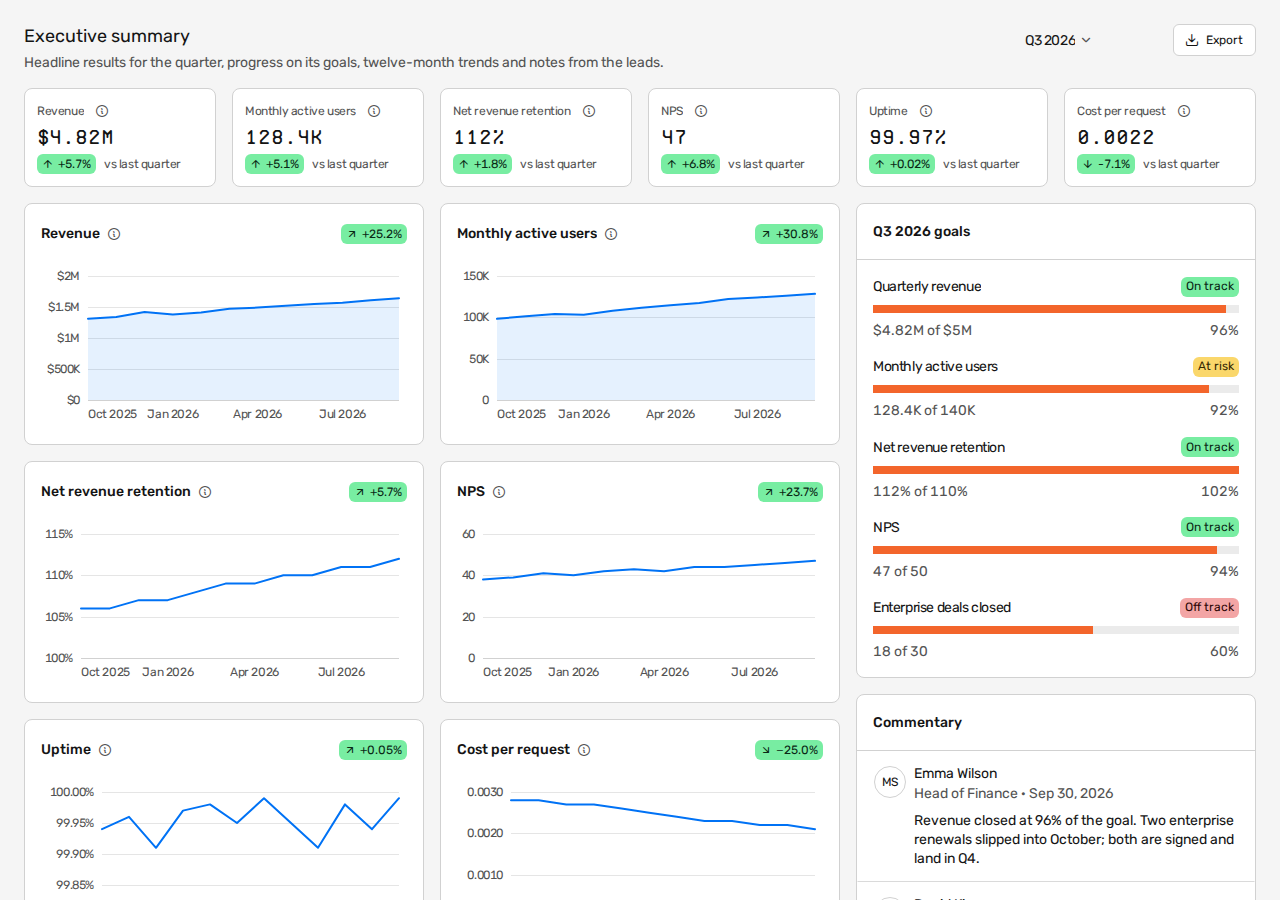 Executive summary
Headline results for the quarter, progress on its goals, twelve-month trends and notes from the leads.
Q3 2026
Export
Revenue
$4.82M
+5.7% vs last quarter
Monthly active users
128.4K
+5.1% vs last quarter
Net revenue retention
112%
+1.8% vs last quarter
NPS
47
+6.8% vs last quarter
Uptime
99.97%
+0.02% vs last quarter
Cost per request
0.0022
-7.1% vs last quarter
Revenue
+25.2%
$2M
$1.5M
$1M
$500K
$0
Oct 2025 Jan 2026 Apr 2026 Jul 2026
Monthly active users
+30.8%
150K
100K
50K
0
Oct 2025 Jan 2026 Apr 2026 Jul 2026
Net revenue retention
+5.7%
115%
110%
105%
100%
Oct 2025 Jan 2026 Apr 2026 Jul 2026
NPS
+23.7%
60
40
20
0
Oct 2025 Jan 2026 Apr 2026 Jul 2026
Uptime
+0.05%
100.00%
99.95%
99.90%
99.85%
Cost per request
−25.0%
0.0030
0.0020
0.0010
Q3 2026 goals
Quarterly revenue
On track
$4.82M of $5M
96%
Monthly active users
At risk
128.4K of 140K
92%
Net revenue retention
On track
112% of 110%
102%
NPS
On track
47 of 50
94%
Enterprise deals closed
Off track
18 of 30
60%
Commentary
MS
Emma Wilson
Head of Finance • Sep 30, 2026
Revenue closed at 96% of the goal. Two enterprise
renewals slipped into October; both are signed and
land in Q4.